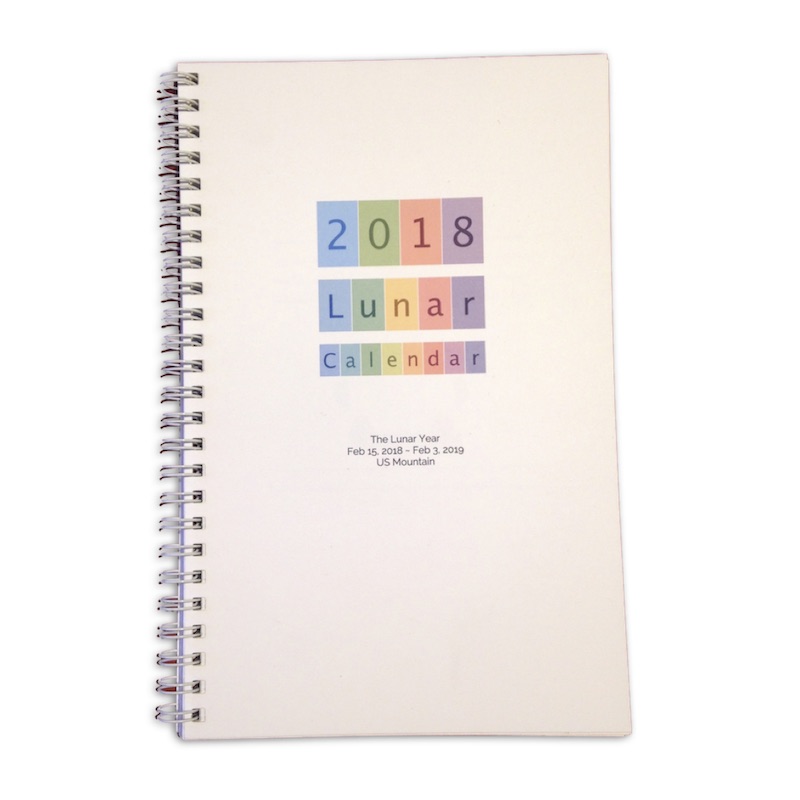 2018
Lunar
Calendar
The Lunar Year
Feb 15, 2018 - Feb 3, 2019
US Mountain